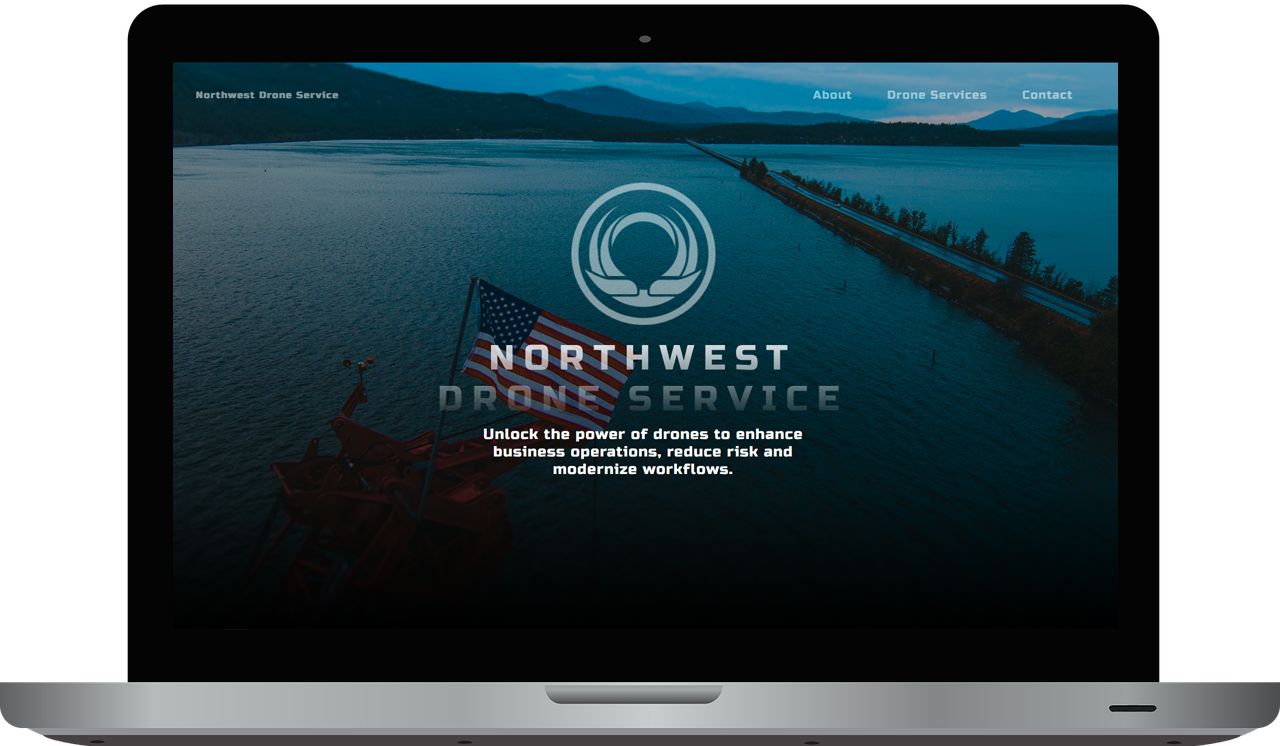 Northwest Drone Service
About
Drone Services
Contact
NORTHWEST
DRONE SERVICE
Unlock the power of drones to enhance
business operations, reduce risk and
modernize workflows.